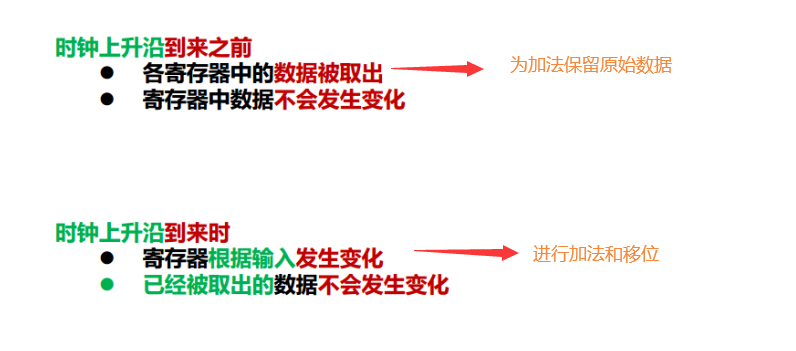 时钟上升沿到来之前
● 各寄存器中的数据被取出
为加法保留原始数据
● 寄存器中数据不会发生变化
时钟上升沿到来时
● 寄存器根据输入发生变化
进行加法和移位
● 已经被取出的数据不会发生变化